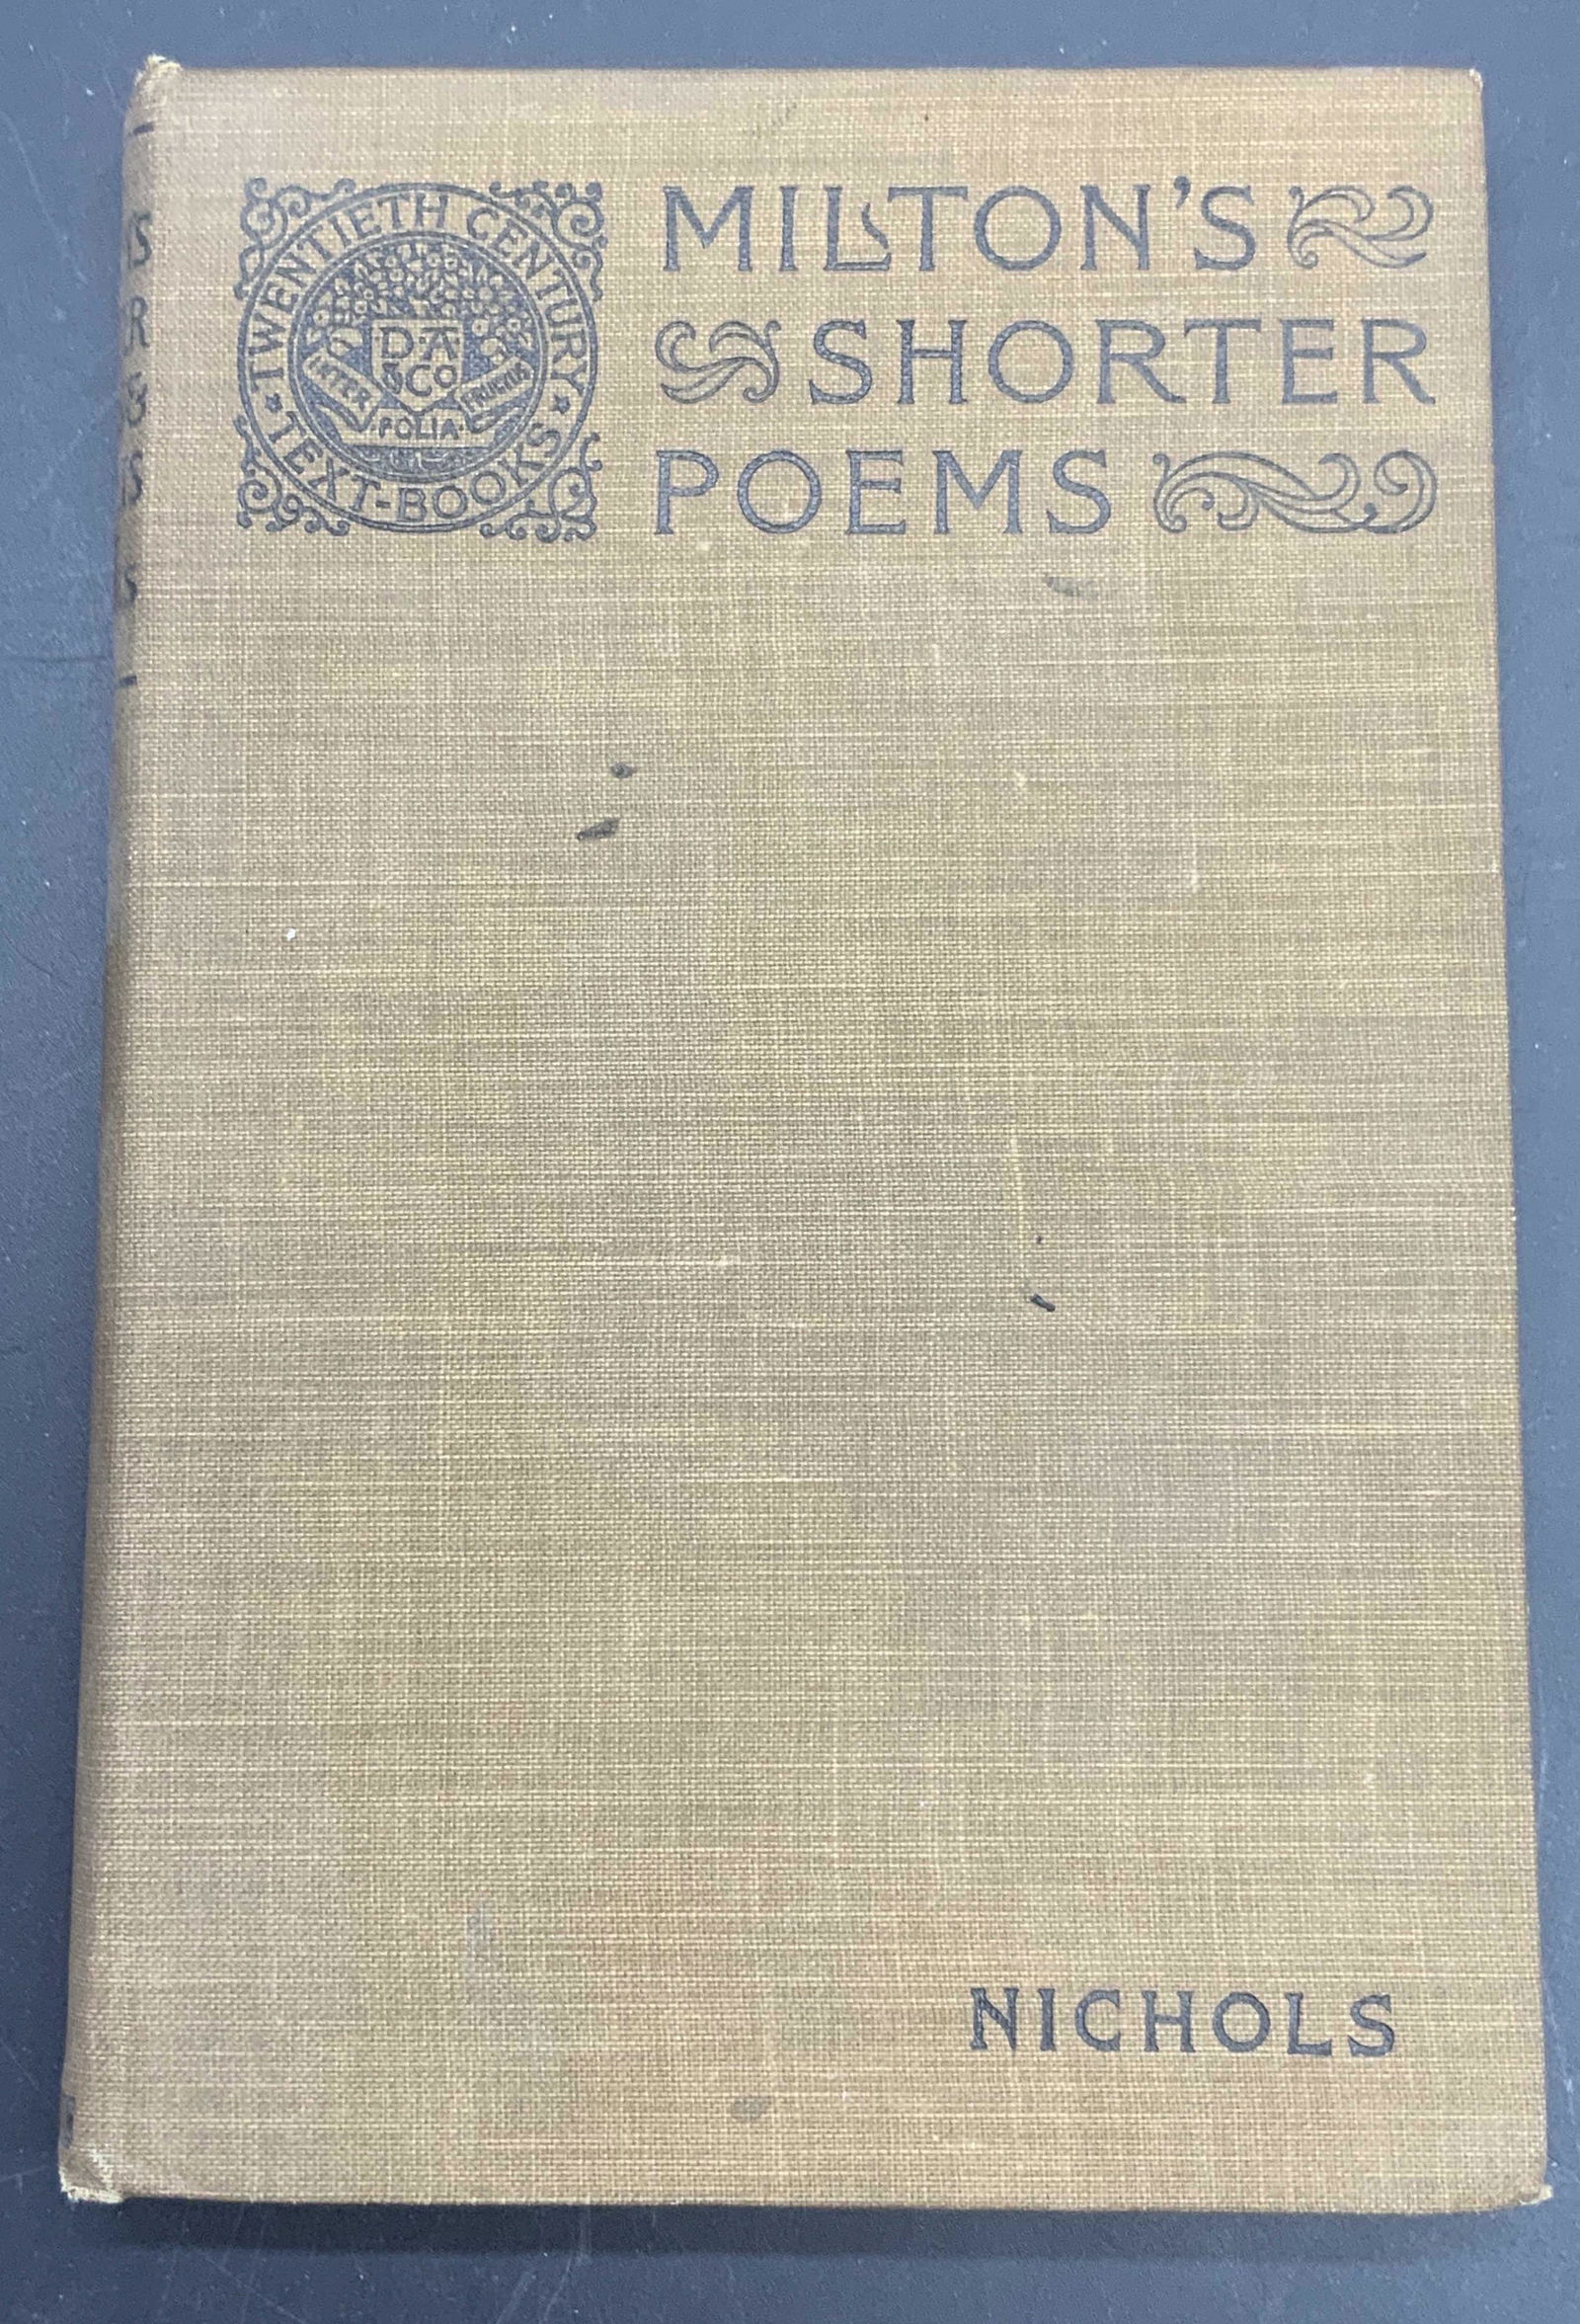 TWENTIETH CENTURY
TEXT-BOOKS
D·A·
&CO
INTER
FOLIA
FRUCTUS
MILTON'S
SHORTER
POEMS
NICHOLS
S
R
S
S